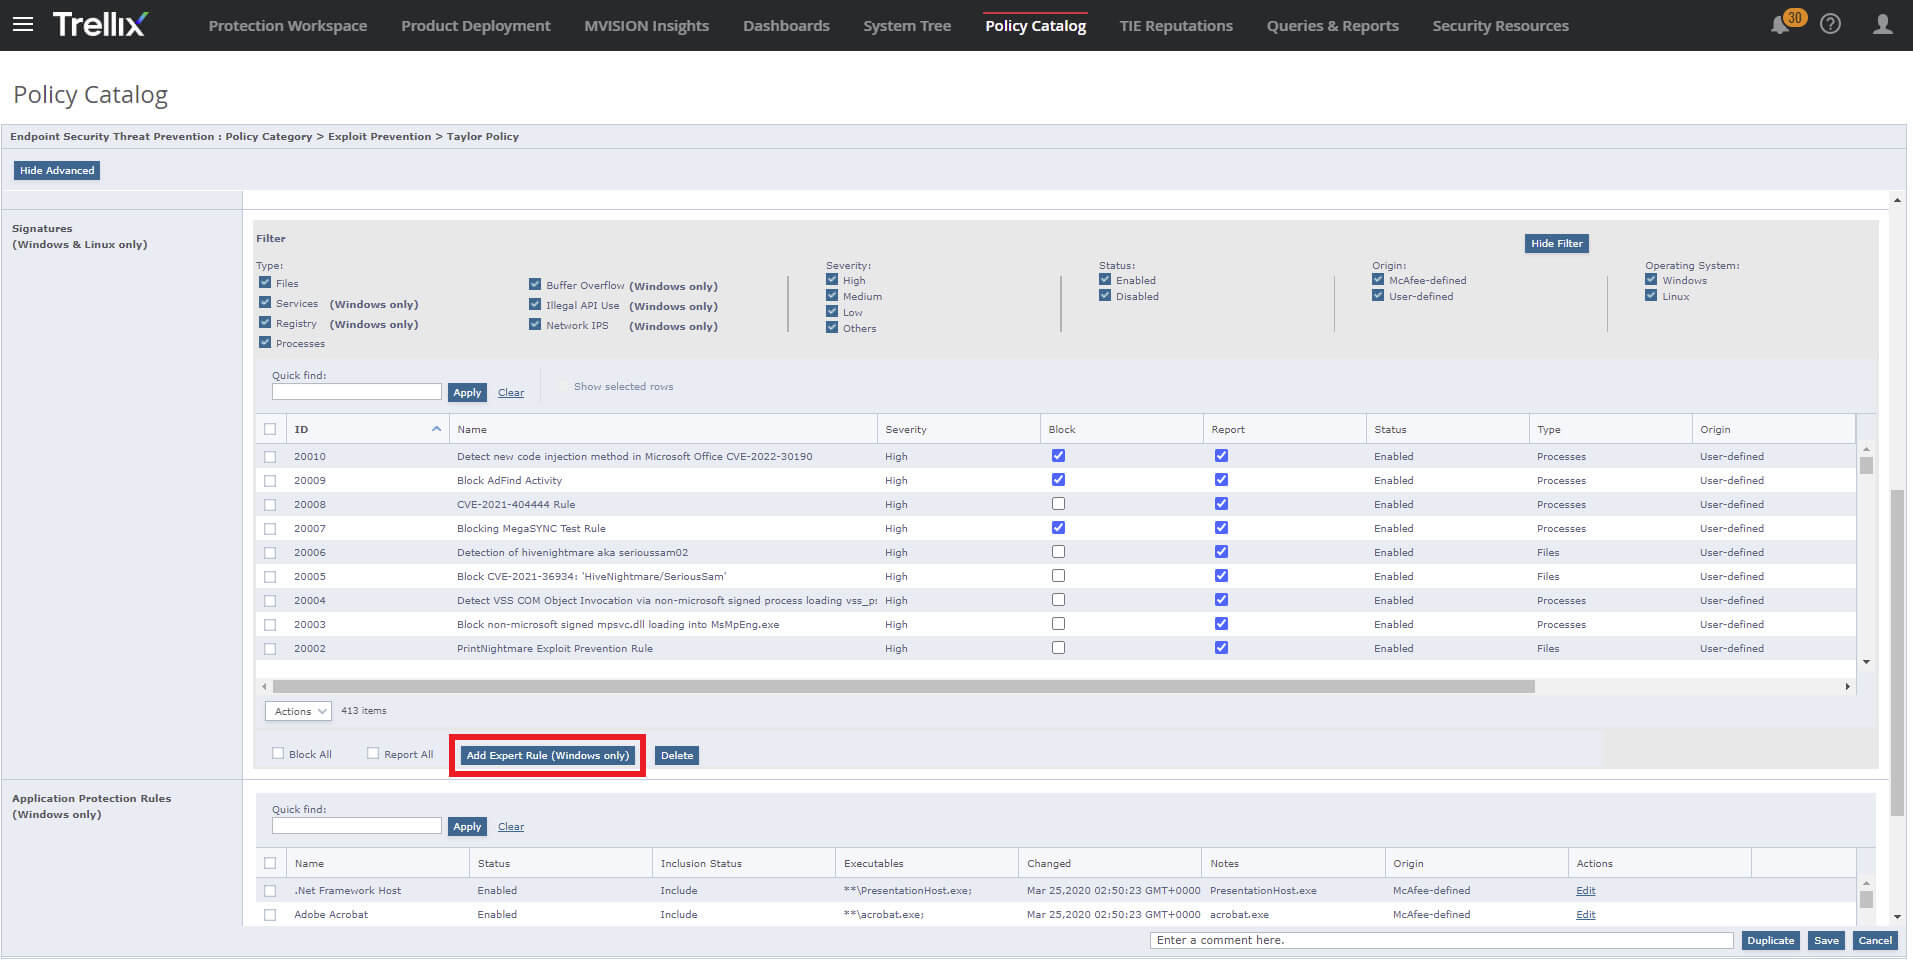 Trellix Protection Workspace Product Deployment MVISION Insights Dashboards System Tree Policy Catalog TIE Reputations Queries & Reports Security Resources 30
Policy Catalog
Endpoint Security Threat Prevention : Policy Category > Exploit Prevention > Taylor Policy
Hide Advanced
Signatures
(Windows & Linux only)
Filter
Hide Filter
Type: Severity: Status: Origin: Operating System:
Files Buffer Overflow (Windows only) High Enabled McAfee-defined Windows
Services (Windows only) Illegal API Use (Windows only) Medium Disabled User-defined Linux
Registry (Windows only) Network IPS (Windows only) Low
Processes Others
Quick find:
Apply Clear Show selected rows
ID Name Severity Block Report Status Type Origin
20010 Detect new code injection method in Microsoft Office CVE-2022-30190 High Enabled Processes User-defined
20009 Block AdFind Activity High Enabled Processes User-defined
20008 CVE-2021-404444 Rule High Enabled Processes User-defined
20007 Blocking MegaSYNC Test Rule High Enabled Processes User-defined
20006 Detection of hivenightmare aka serioussam02 High Enabled Files User-defined
20005 Block CVE-2021-36934: 'HiveNightmare/SeriousSam' High Enabled Files User-defined
20004 Detect VSS COM Object Invocation via non-microsoft signed process loading vss_ps High Enabled Processes User-defined
20003 Block non-microsoft signed mpsvc.dll loading into MsMpEng.exe High Enabled Processes User-defined
20002 PrintNightmare Exploit Prevention Rule High Enabled Files User-defined
Actions 413 items
Block All Report All Add Expert Rule (Windows only) Delete
Application Protection Rules
(Windows only)
Quick find:
Apply Clear
Name Status Inclusion Status Executables Changed Notes Origin Actions
.Net Framework Host Enabled Include **\PresentationHost.exe; Mar 25,2020 02:50:23 GMT+0000 PresentationHost.exe McAfee-defined Edit
Adobe Acrobat Enabled Include **\acrobat.exe; Mar 25,2020 02:50:23 GMT+0000 acrobat.exe McAfee-defined Edit
Enter a comment here. Duplicate Save Cancel